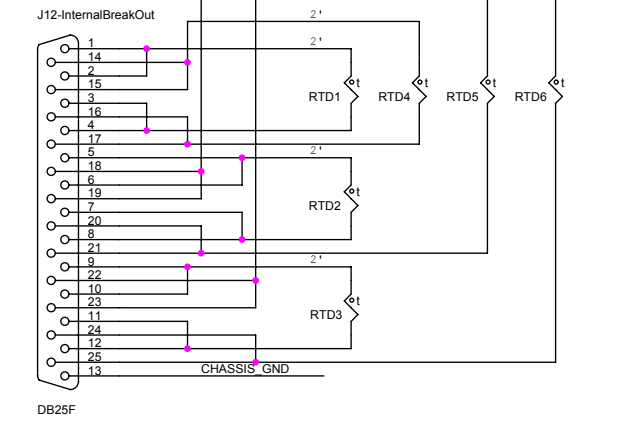 J12-InternalBreakOut
2'
2'
1
14
2
15
t
t
t
t
RTD1
RTD4
RTD5
RTD6
3
16
4
17
5
2'
18
6
t
19
RTD2
7
20
8
21
9
2'
22
10
t
23
RTD3
11
24
12
25
CHASSIS_GND
13
DB25F